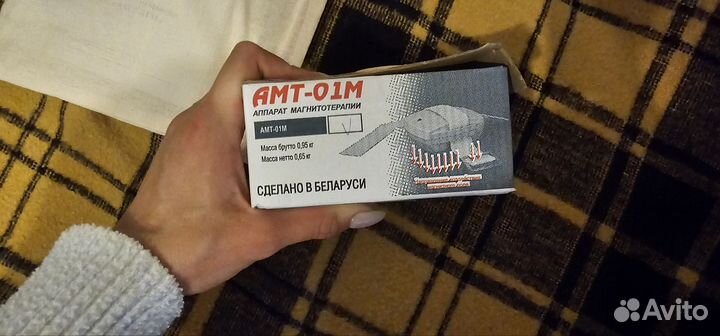 АМТ-01М
АППАРАТ МАГНИТОТЕРАПИИ
АМТ-01М
Масса брутто 0,95 кг
Масса нетто 0,65 кг
СДЕЛАНО В БЕЛАРУСИ
Avito